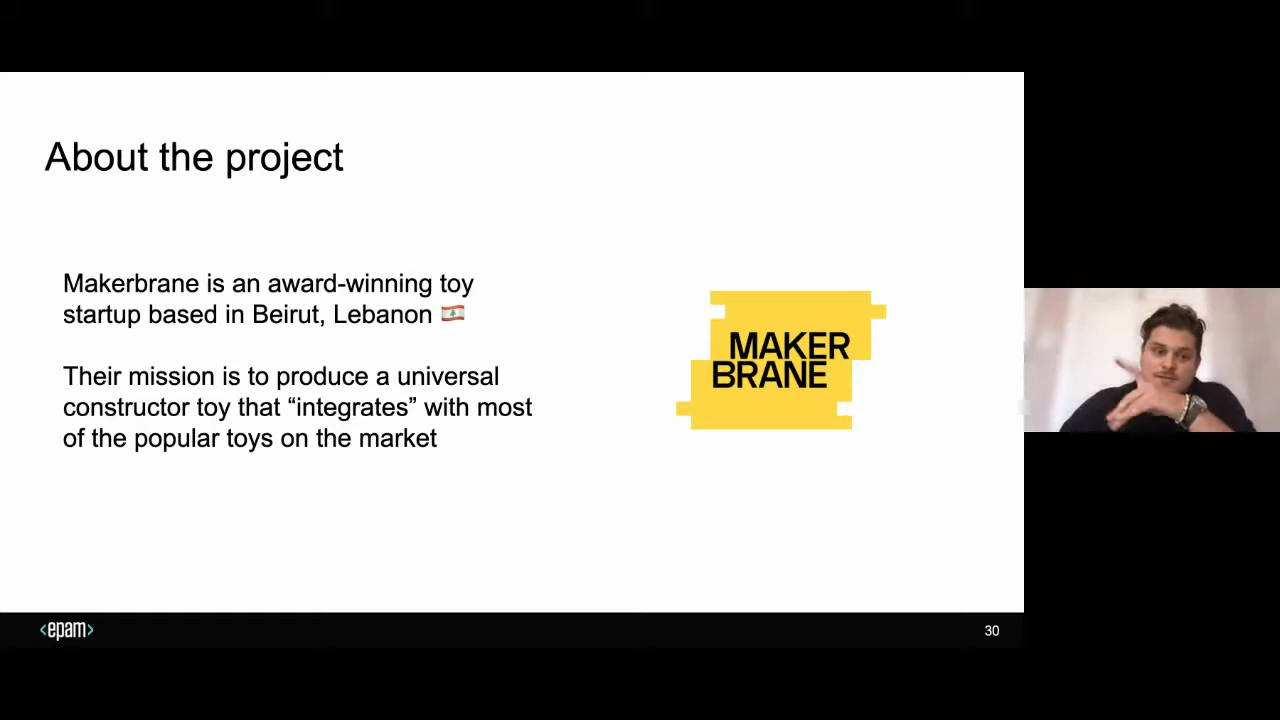 About the project
Makerbrane is an award-winning toy
startup based in Beirut, Lebanon 🇱🇧
Their mission is to produce a universal
constructor toy that “integrates” with most
of the popular toys on the market
MAKER
BRANE
<epam>
30